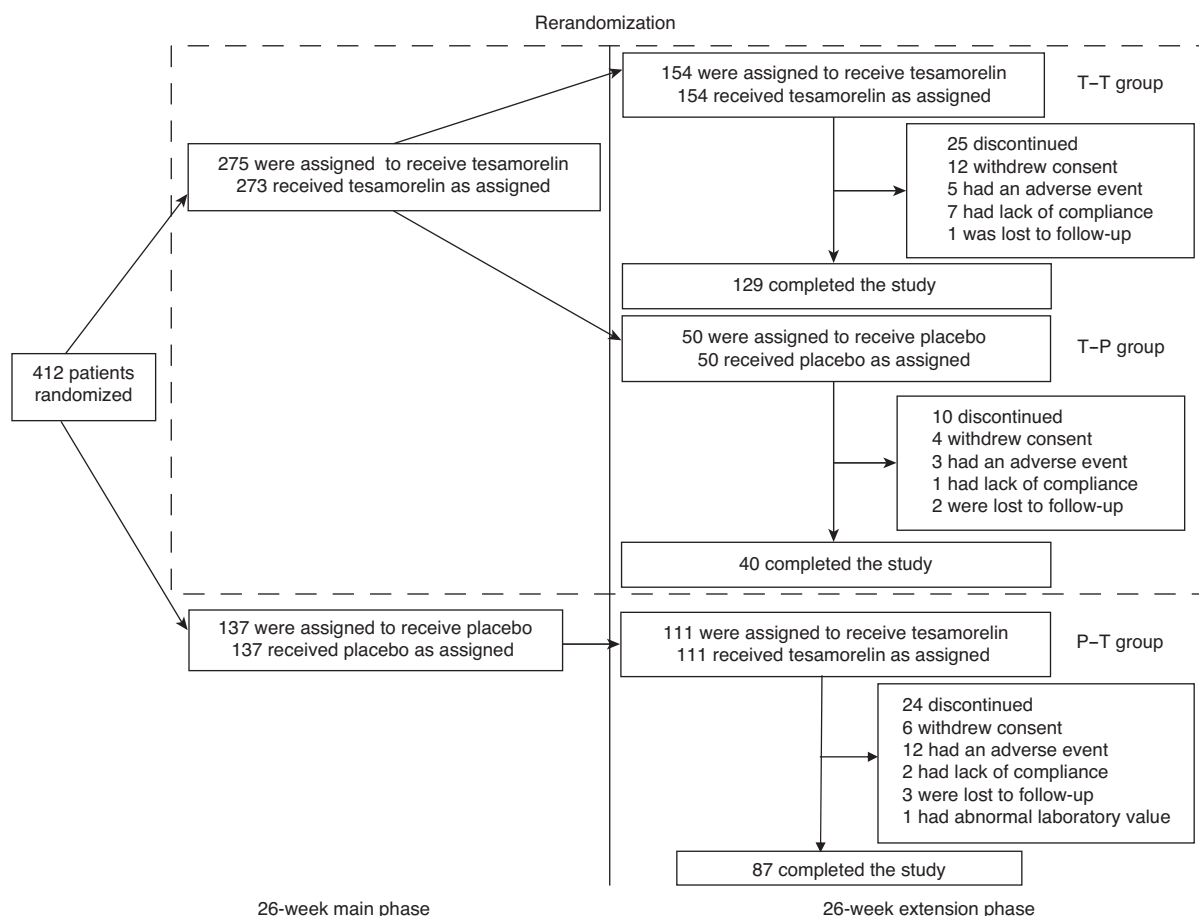 Rerandomization
154 were assigned to receive tesamorelin
154 received tesamorelin as assigned
T–T group
25 discontinued
12 withdrew consent
5 had an adverse event
7 had lack of compliance
1 was lost to follow-up
275 were assigned to receive tesamorelin
273 received tesamorelin as assigned
129 completed the study
50 were assigned to receive placebo
50 received placebo as assigned
T–P group
412 patients
randomized
10 discontinued
4 withdrew consent
3 had an adverse event
1 had lack of compliance
2 were lost to follow-up
40 completed the study
137 were assigned to receive placebo
137 received placebo as assigned
111 were assigned to receive tesamorelin
111 received tesamorelin as assigned
P–T group
24 discontinued
6 withdrew consent
12 had an adverse event
2 had lack of compliance
3 were lost to follow-up
1 had abnormal laboratory value
87 completed the study
26-week main phase
26-week extension phase